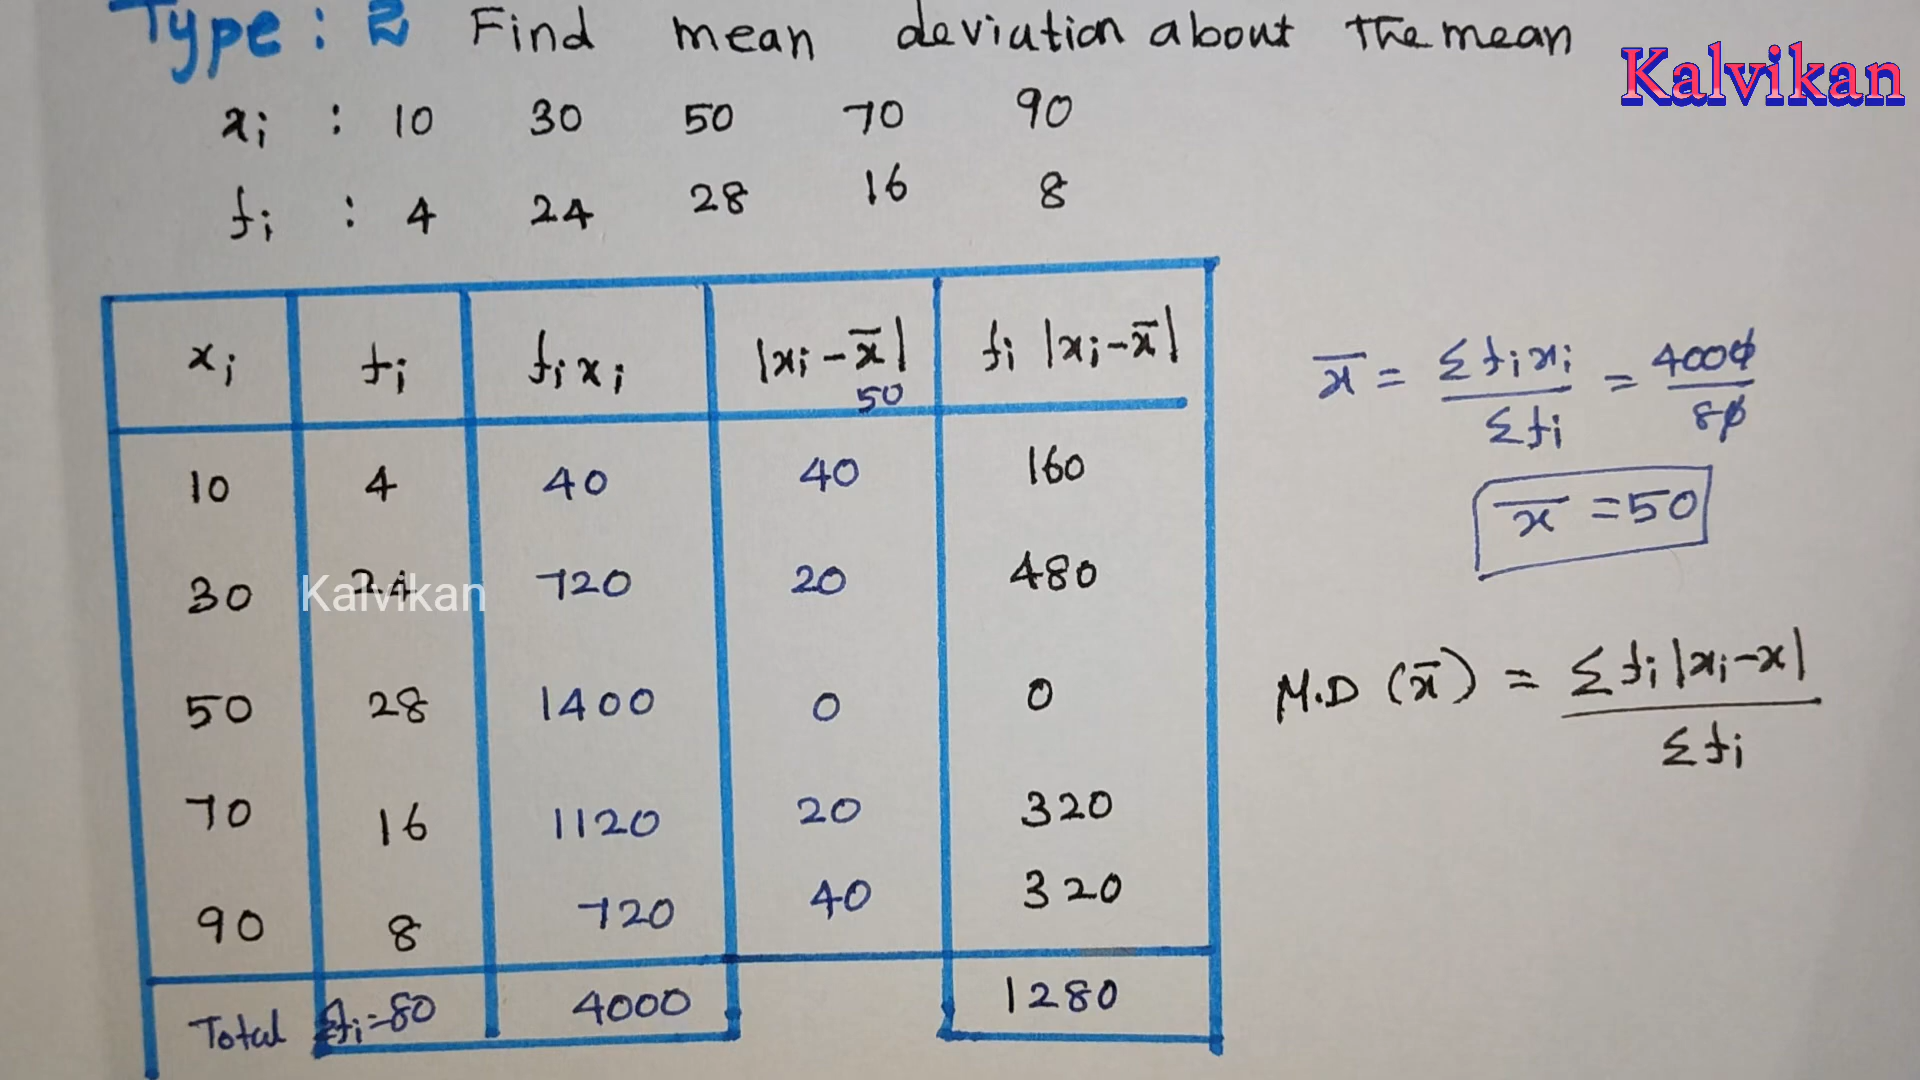 Type : 2 Find mean deviation about the mean
Kalvikan
xi : 10 30 50 70 90
fi : 4 24 28 16 8
xi fi fixi |xi-x̄| fi |xi-x̄|
50
10 4 40 40 160
30 24 720 20 480
Kalvikan
50 28 1400 0 0
70 16 1120 20 320
90 8 720 40 320
Total Σfi=80 4000 1280
x̄ = Σfixi / Σfi = 4000 / 80
x̄ = 50
M.D (x̄) = Σfi|xi-x| / Σfi